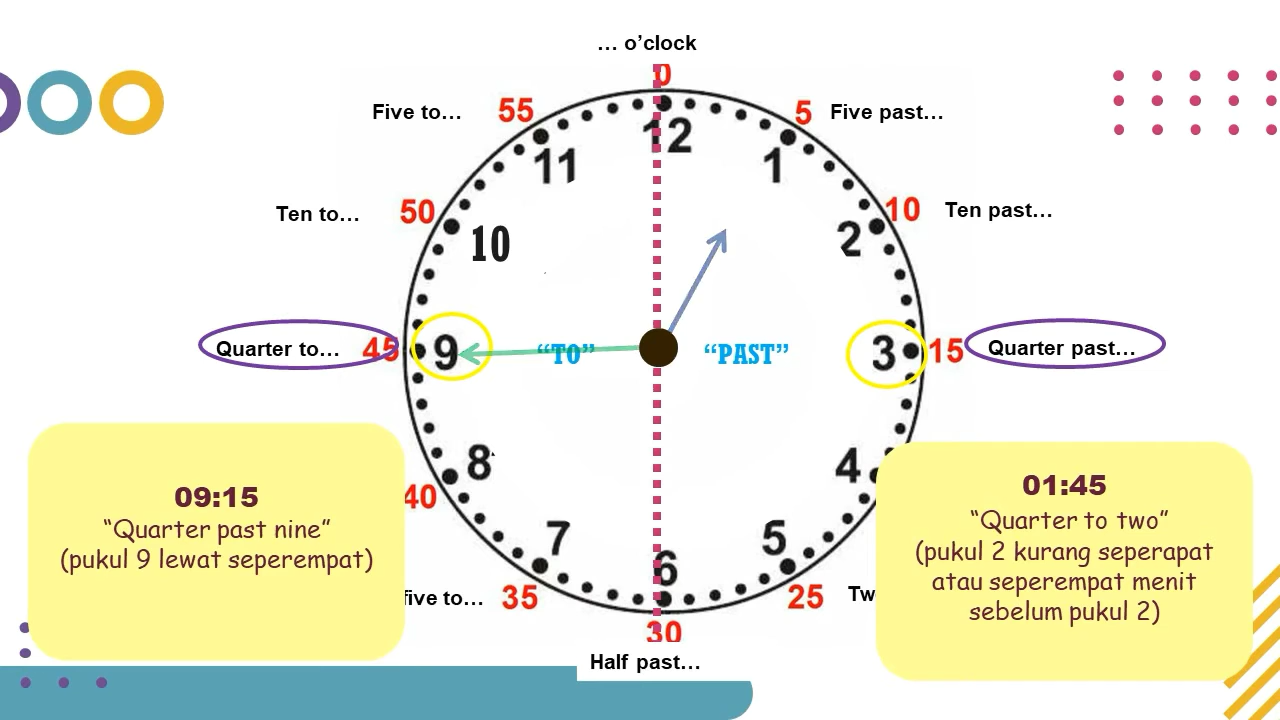 … o’clock
0
55
5
Five to…
Five past…
12
11
1
50
10
Ten to…
Ten past…
10
2
Quarter to…
45
9
“TO”
“PAST”
3
15
Quarter past…
8
4
40
7
5
6
five to…
35
25
Tw
30
Half past…
09:15
“Quarter past nine”
(pukul 9 lewat seperempat)
01:45
“Quarter to two”
(pukul 2 kurang seperapat
atau seperempat menit
sebelum pukul 2)